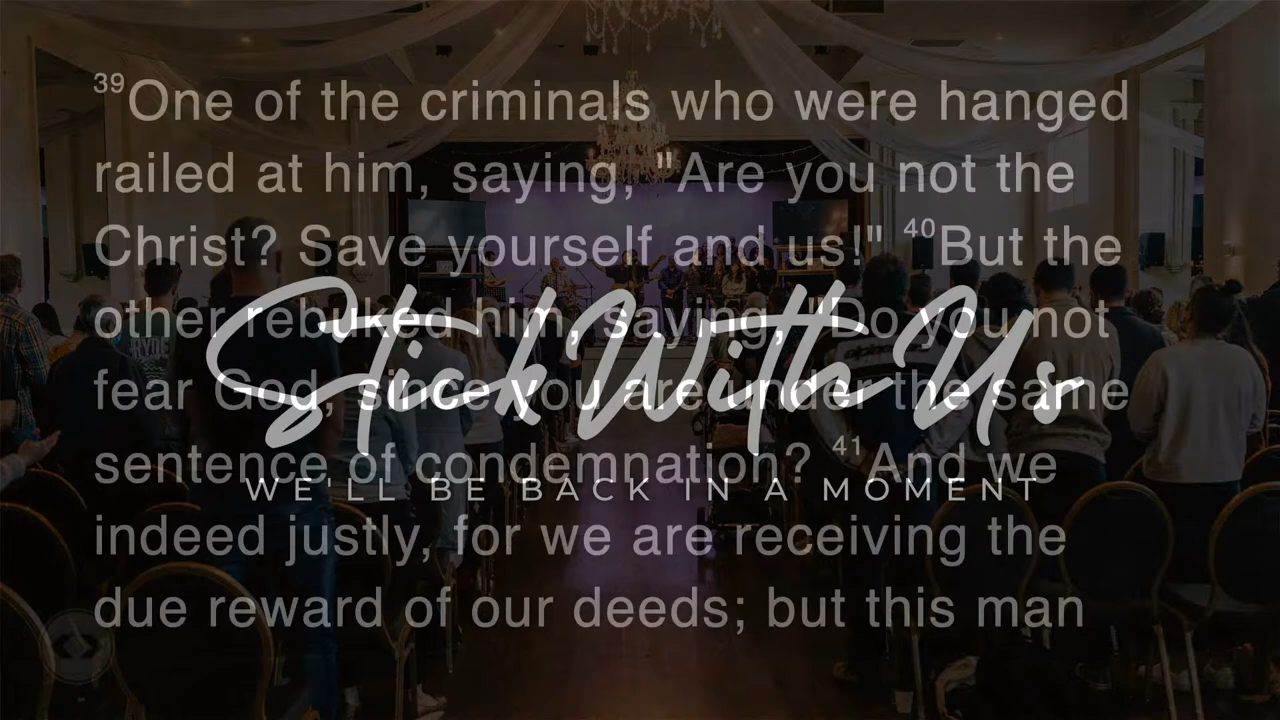 39One of the criminals who were hanged
railed at him, saying, "Are you not the
Christ? Save yourself and us!" 40But the
other rebuked him, saying, "Do you not
fear God, since you are under the same
sentence of condemnation? 41And we
indeed justly, for we are receiving the
due reward of our deeds; but this man
Stick With Us
WE'LL BE BACK IN A MOMENT
RYDE